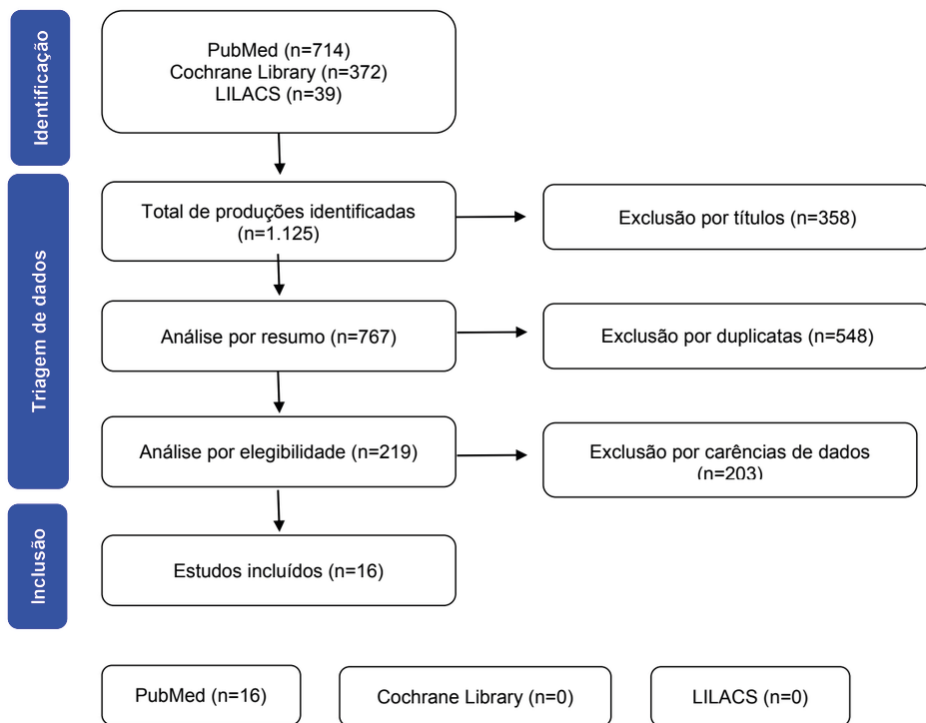 Identificação
PubMed (n=714)
Cochrane Library (n=372)
LILACS (n=39)
Triagem de dados
Total de produções identificadas
(n=1.125)
Exclusão por títulos (n=358)
Análise por resumo (n=767)
Exclusão por duplicatas (n=548)
Análise por elegibilidade (n=219)
Exclusão por carências de dados
(n=203)
Inclusão
Estudos incluídos (n=16)
PubMed (n=16)
Cochrane Library (n=0)
LILACS (n=0)